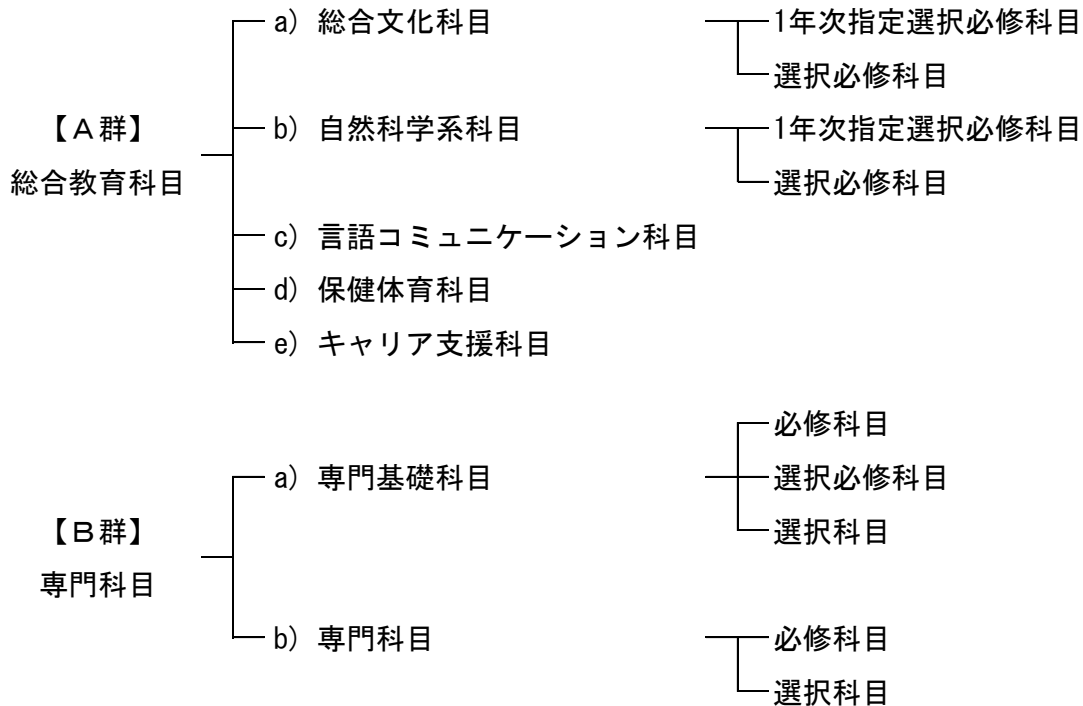 a) 総合文化科目 1年次指定選択必修科目
選択必修科目
【A群】 b) 自然科学系科目 1年次指定選択必修科目
総合教育科目 選択必修科目
c) 言語コミュニケーション科目
d) 保健体育科目
e) キャリア支援科目
必修科目
a) 専門基礎科目 選択必修科目
【B群】 選択科目
専門科目
b) 専門科目 必修科目
選択科目